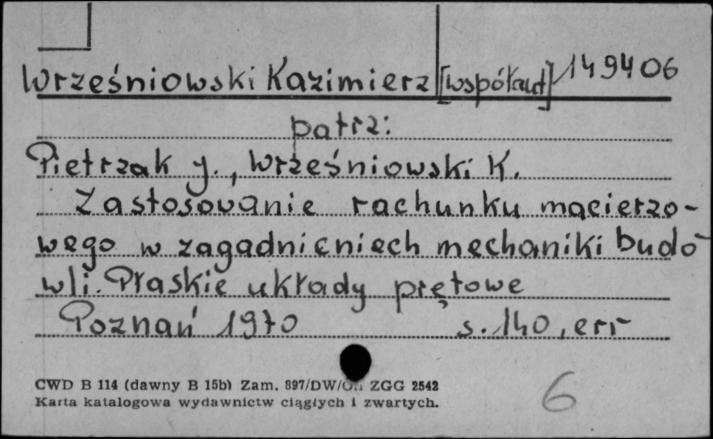 Wrześniowski Kazimierz [współaut] 149406
patrz:
Pietrzak J., Wrześniowski K.
Zastosowanie rachunku macierzo-
wego w zagadnieniach mechaniki budo
wli. Płaskie układy prętowe
Poznań 1970 s. 140, err
CWD B 114 (dawny B 15b) Zam. 897/DW/ ZGG 2542
Karta katalogowa wydawnictw ciągłych i zwartych.
6